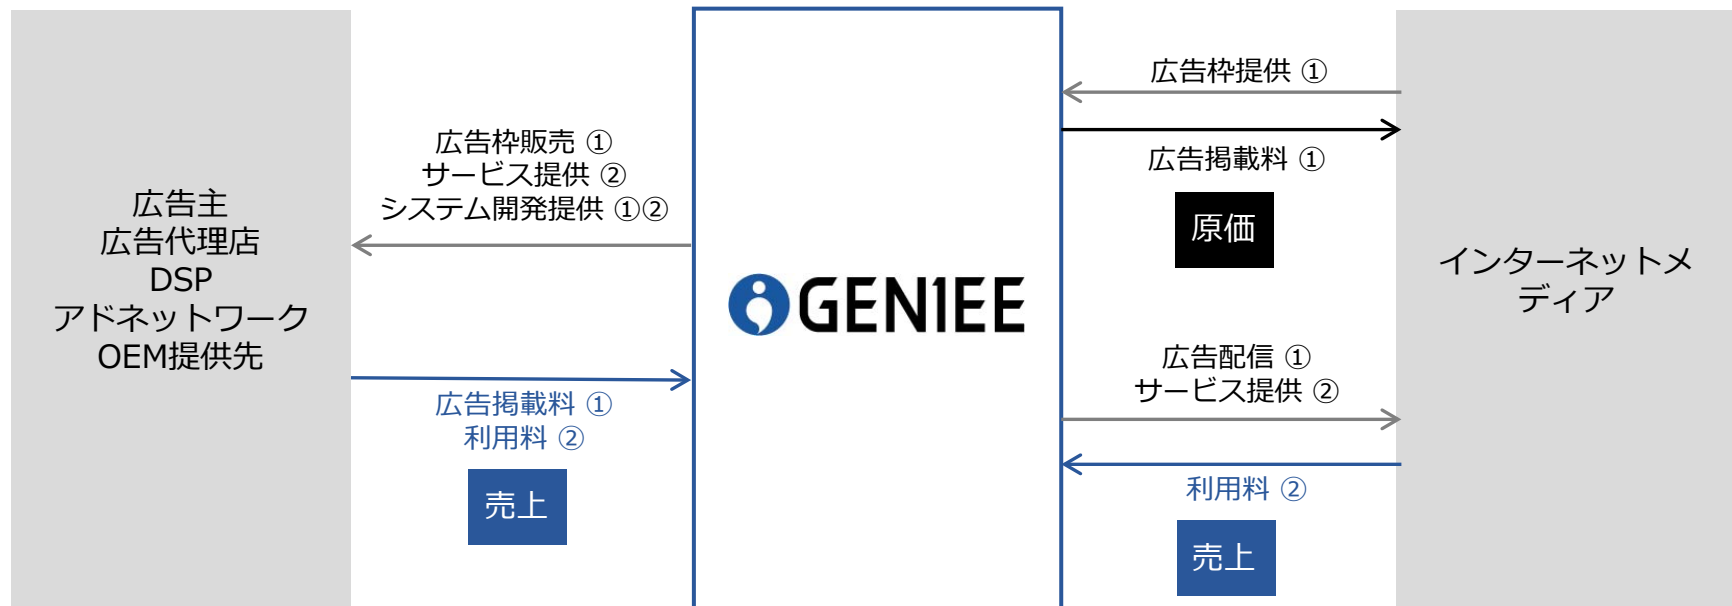 広告主
広告代理店
DSP
アドネットワーク
OEM提供先
広告枠販売 ①
サービス提供 ②
システム開発提供 ①②
広告掲載料 ①
利用料 ②
売上
GENIEE
広告枠提供 ①
広告掲載料 ①
原価
広告配信 ①
サービス提供 ②
利用料 ②
売上
インターネットメ
ディア